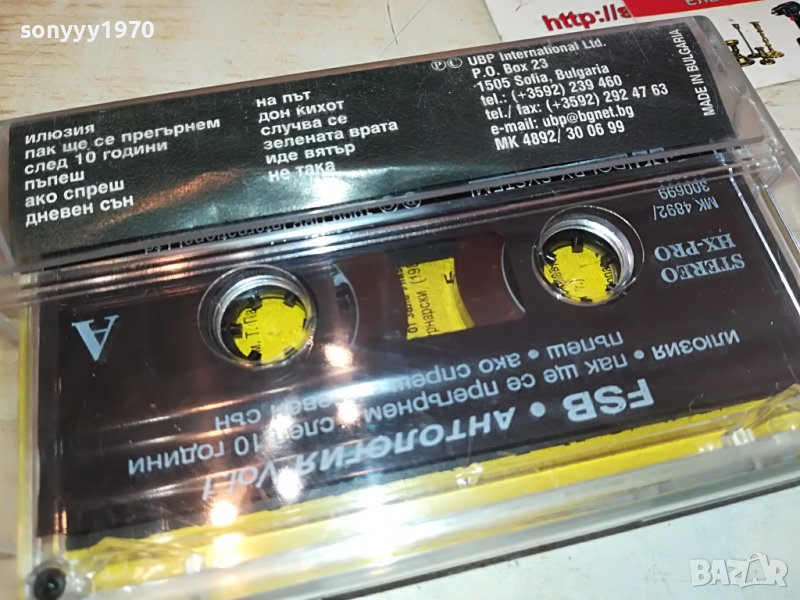 sonyyy1970
http://s
илюзия
пак ще се прегърнем
след 10 години
пъпеш
ако спреш
дневен сън
на път
дон кихот
случва се
зелената врата
иде вятър
не така
℗© UBP International Ltd.
P.O. Box 23
1505 Sofia, Bulgaria
tel.: (+3592) 239 460
tel./ fax: (+3592) 292 47 63
e-mail: ubp@bgnet.bg
MK 4892/ 30 06 99
MADE IN BULGARIA
MK 4892/
300699
STEREO
HX-PRO
A
FSB • АНТОЛОГИЯ Vol 1
илюзия • пак ще се прегърнем • след 10 години
пъпеш • ако спреш
сън
BAZAR.bg